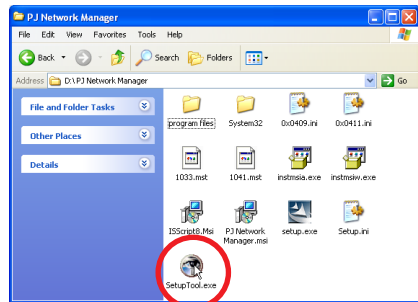 PJ Network Manager
File Edit View Favorites Tools Help
Back Search Folders
Address D:\PJ Network Manager Go
File and Folder Tasks
Other Places
Details
program files System32 0x0409.ini 0x0411.ini
1033.mst 1041.mst instmsia.exe instmsiw.exe
ISScript8.Msi PJ Network Manager.msi setup.exe Setup.ini
SetupTool.exe